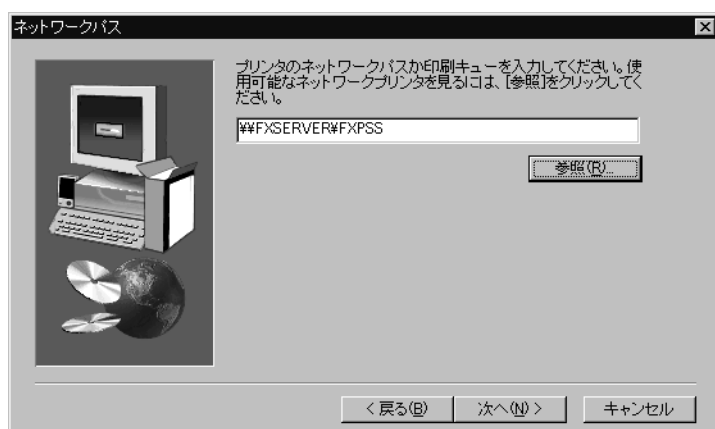 ネットワークパス
プリンタのネットワークパスか印刷キューを入力してください。使
用可能なネットワークプリンタを見るには、[参照]をクリックしてく
ださい。
¥¥FXSERVER¥FXPSS
参照(R)...
< 戻る(B)
次へ(N) >
キャンセル